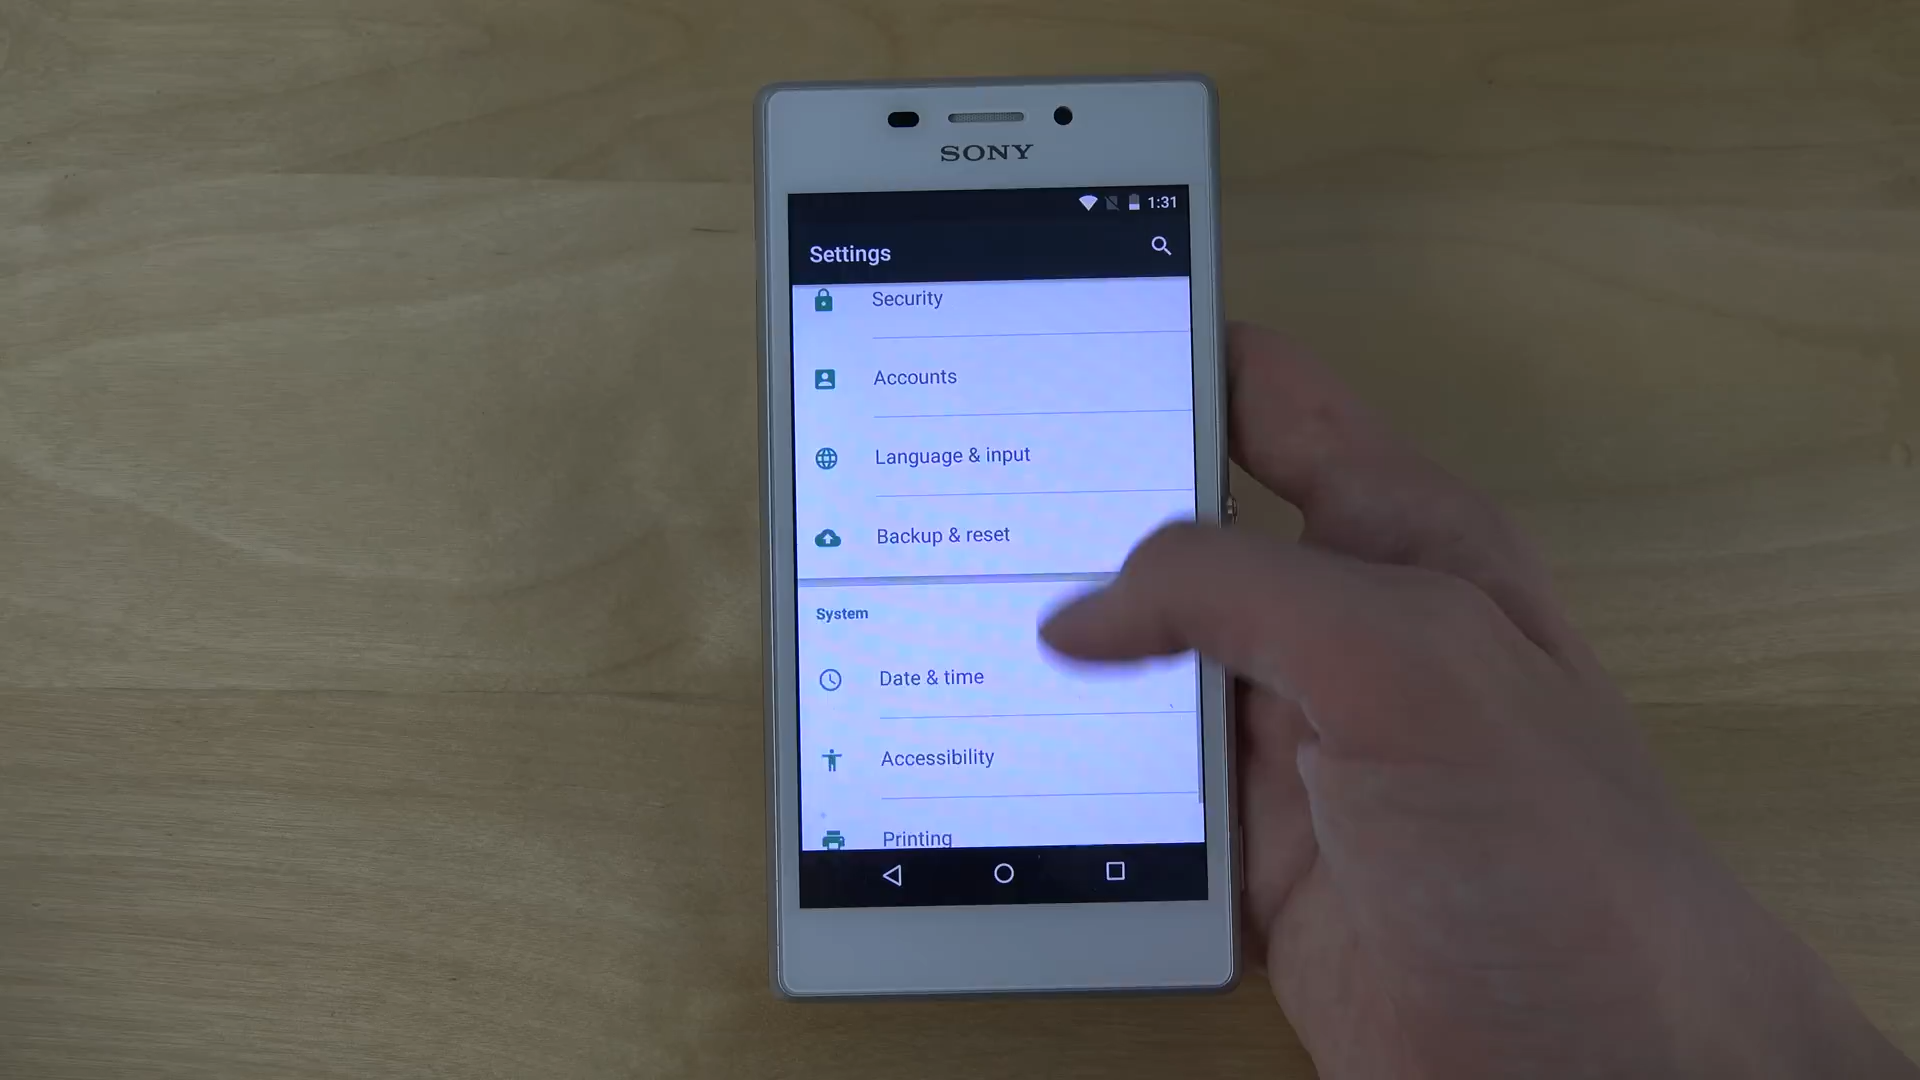 SONY
1:31
Settings
Security
Accounts
Language & input
Backup & reset
System
Date & time
Accessibility
Printing